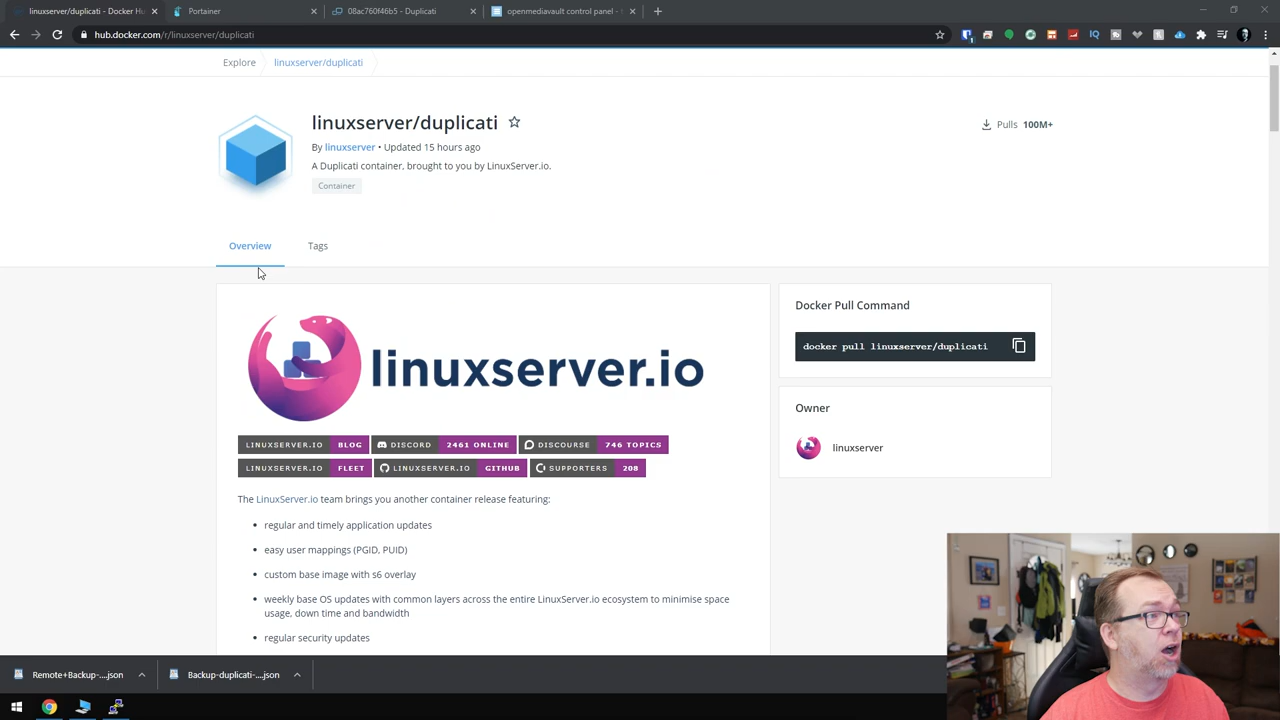 linuxserver/duplicati - Docker Hu
Portainer
08ac760f46b5 - Duplicati
openmediavault control panel -
hub.docker.com/r/linuxserver/duplicati
Explore
linuxserver/duplicati
linuxserver/duplicati
Pulls 100M+
By linuxserver • Updated 15 hours ago
A Duplicati container, brought to you by LinuxServer.io.
Container
Overview
Tags
linuxserver.io
LINUXSERVER.IO BLOG
DISCORD 2461 ONLINE
DISCOURSE 746 TOPICS
LINUXSERVER.IO FLEET
LINUXSERVER.IO GITHUB
SUPPORTERS 208
The LinuxServer.io team brings you another container release featuring:
• regular and timely application updates
• easy user mappings (PGID, PUID)
• custom base image with s6 overlay
• weekly base OS updates with common layers across the entire LinuxServer.io ecosystem to minimise space
usage, down time and bandwidth
• regular security updates
Docker Pull Command
docker pull linuxserver/duplicati
Owner
linuxserver
Remote+Backup-....json
Backup-duplicati-....json